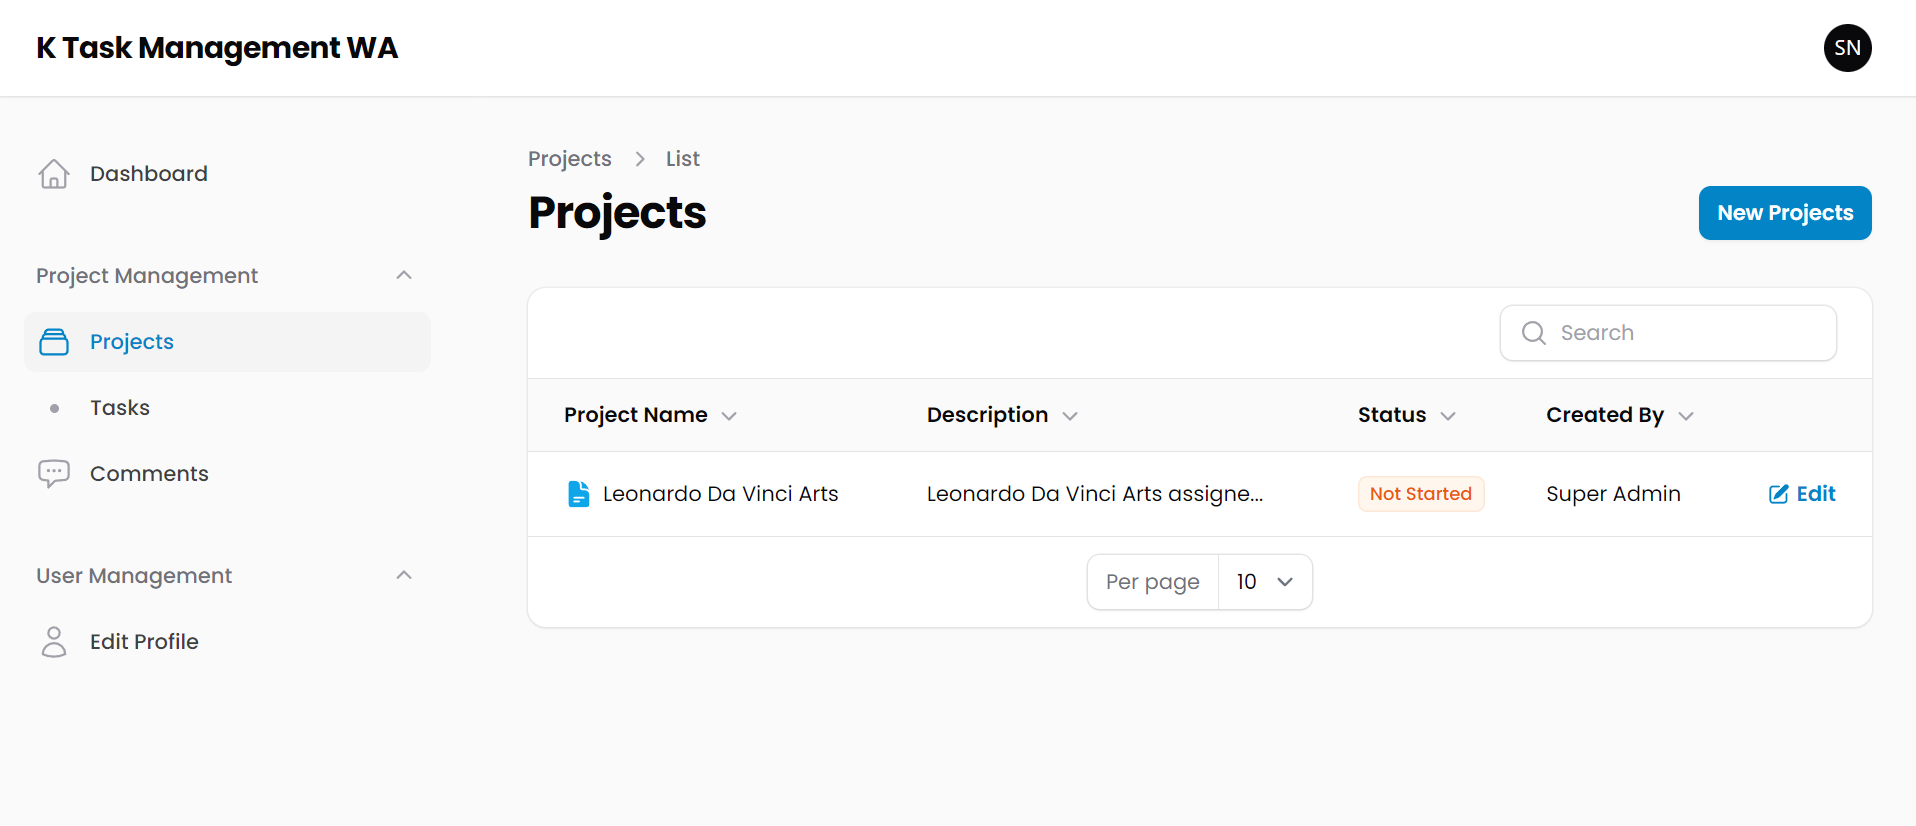 K Task Management WA
SN
Dashboard
Project Management
Projects
Tasks
Comments
User Management
Edit Profile
Projects > List
Projects
New Projects
Search
Project Name Description Status Created By
Leonardo Da Vinci Arts Leonardo Da Vinci Arts assigne... Not Started Super Admin Edit
Per page 10